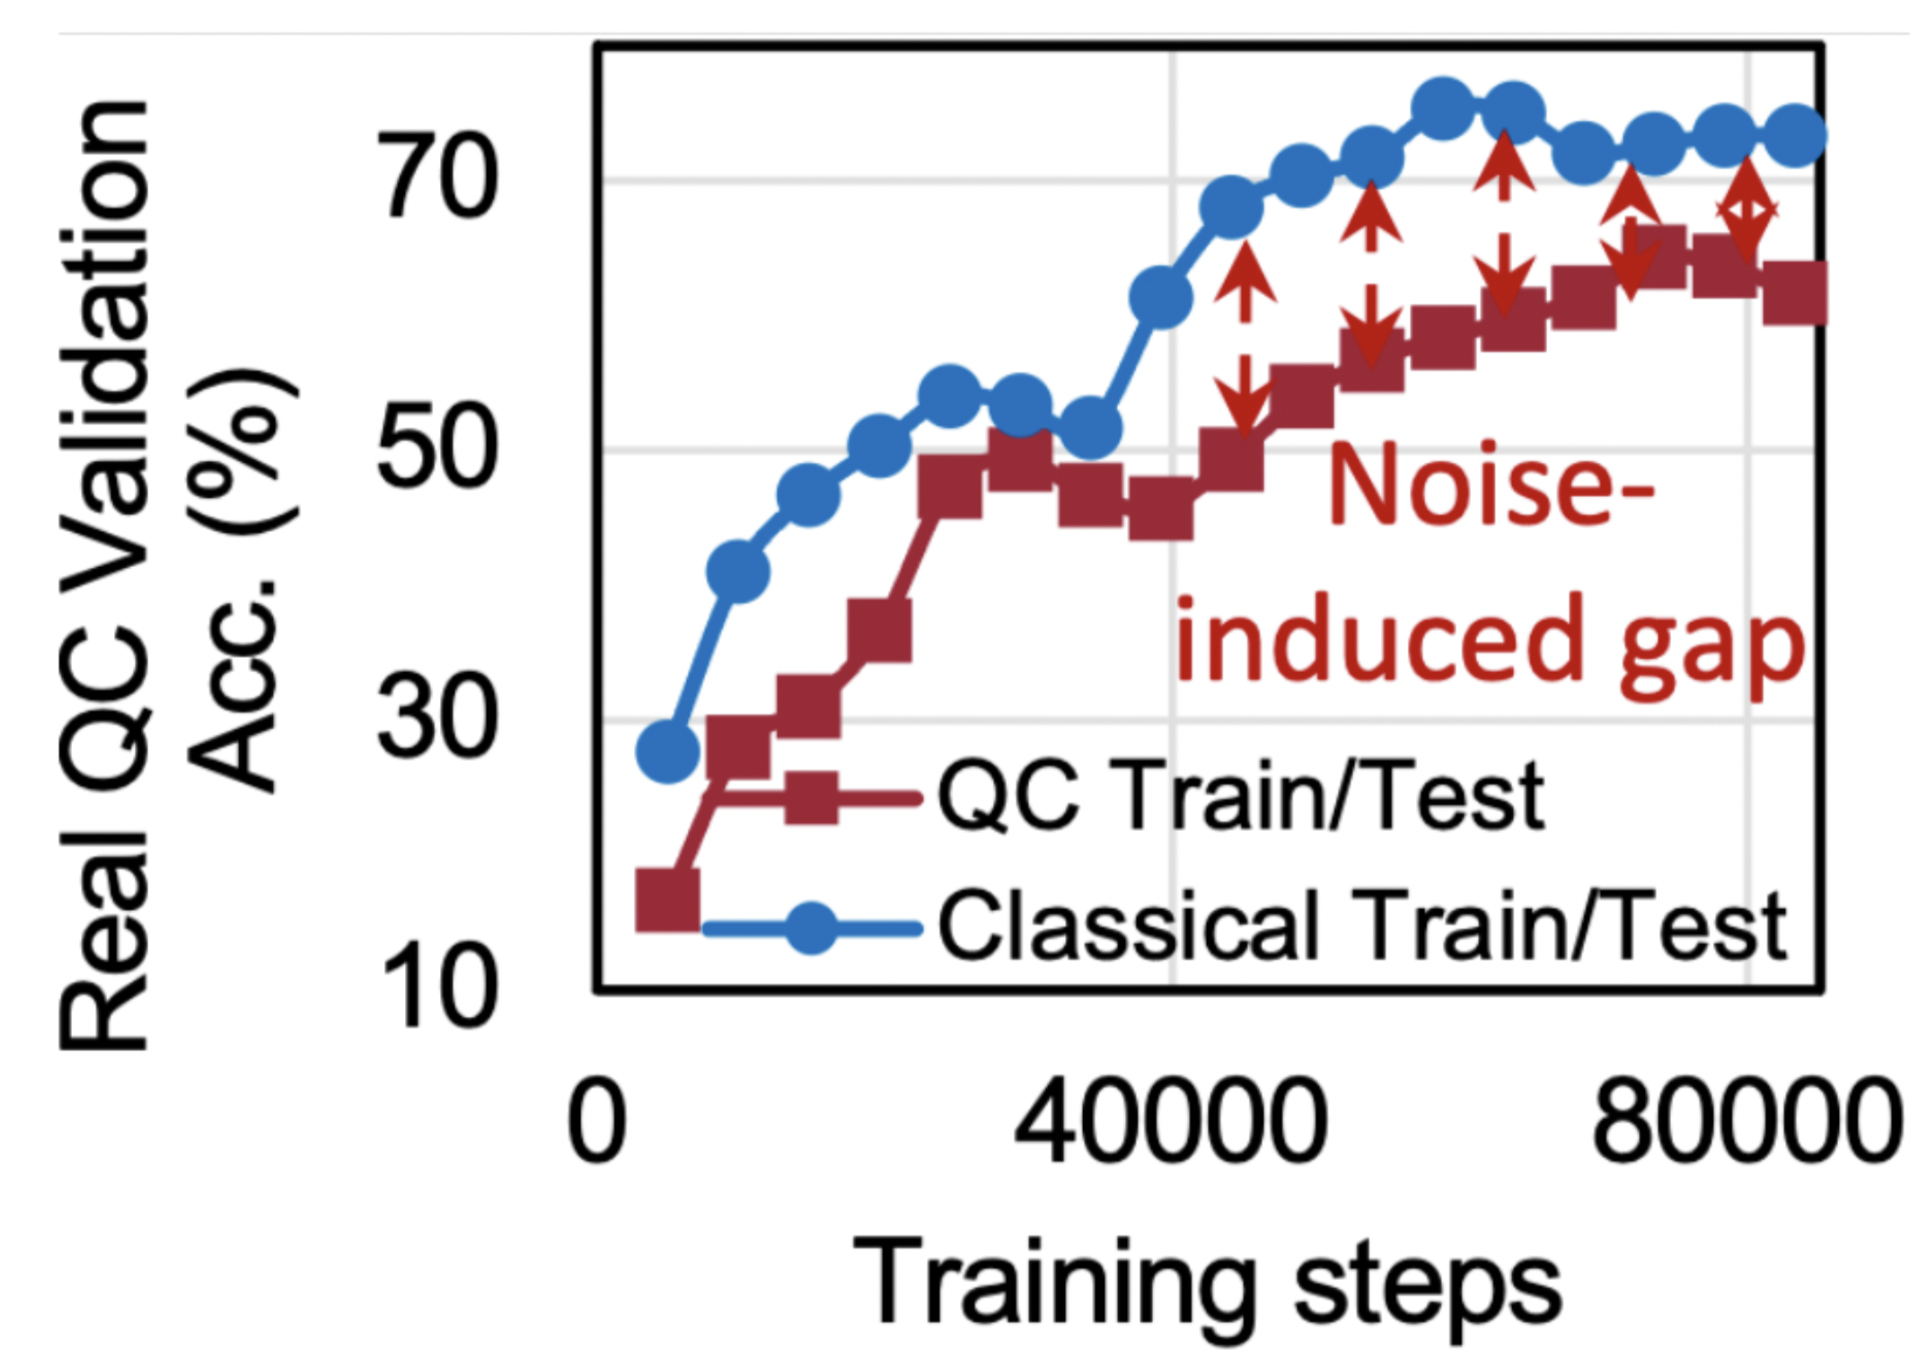 Real QC Validation
Acc. (%)
70
50
30
10
Noise-
induced gap
QC Train/Test
Classical Train/Test
0 40000 80000
Training steps